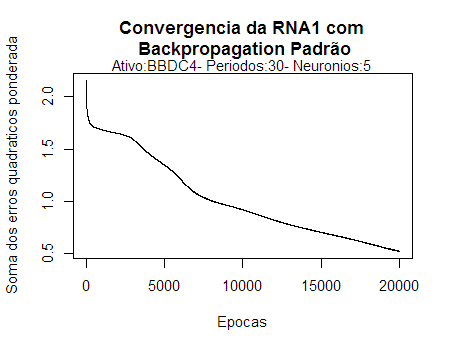 Convergencia da RNA1 com
Backpropagation Padrão
Ativo:BBDC4- Periodos:30- Neuronios:5
Soma dos erros quadraticos ponderada
2.0
1.5
1.0
0.5
0 5000 10000 15000 20000
Epocas